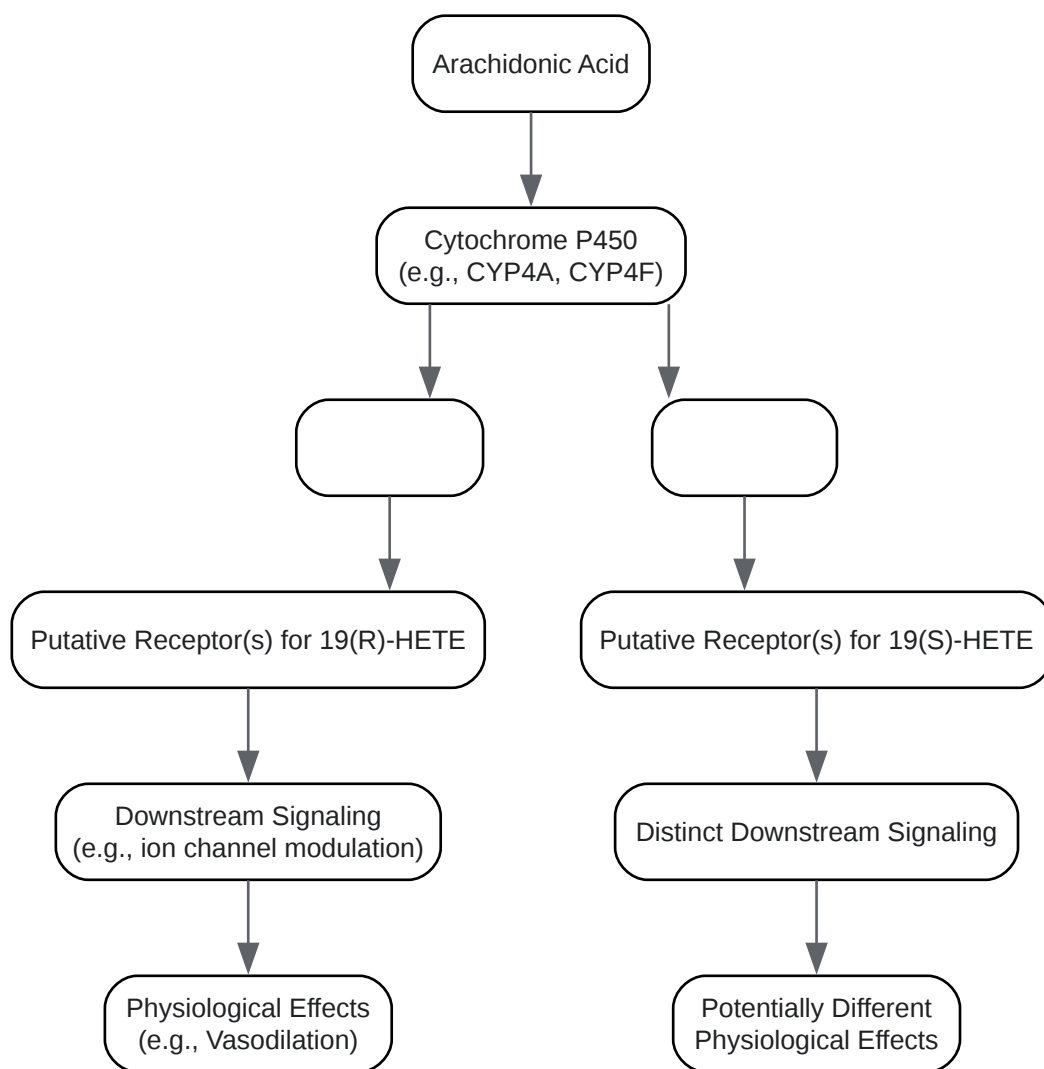 Arachidonic Acid
Cytochrome P450
(e.g., CYP4A, CYP4F)
Putative Receptor(s) for 19(R)-HETE
Putative Receptor(s) for 19(S)-HETE
Downstream Signaling
(e.g., ion channel modulation)
Distinct Downstream Signaling
Physiological Effects
(e.g., Vasodilation)
Potentially Different
Physiological Effects